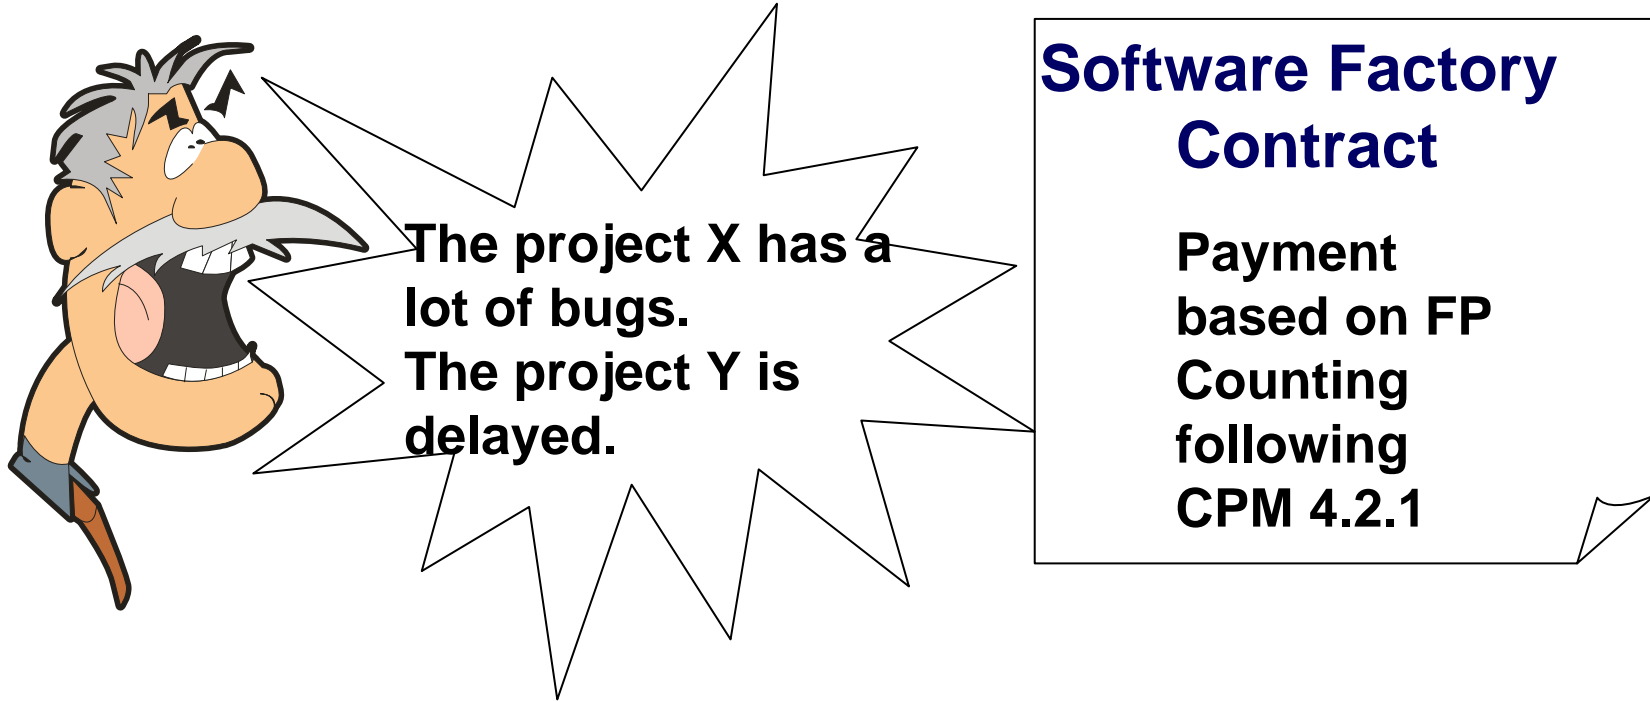 The project X has a
lot of bugs.
The project Y is
delayed.
Software Factory
Contract
Payment
based on FP
Counting
following
CPM 4.2.1